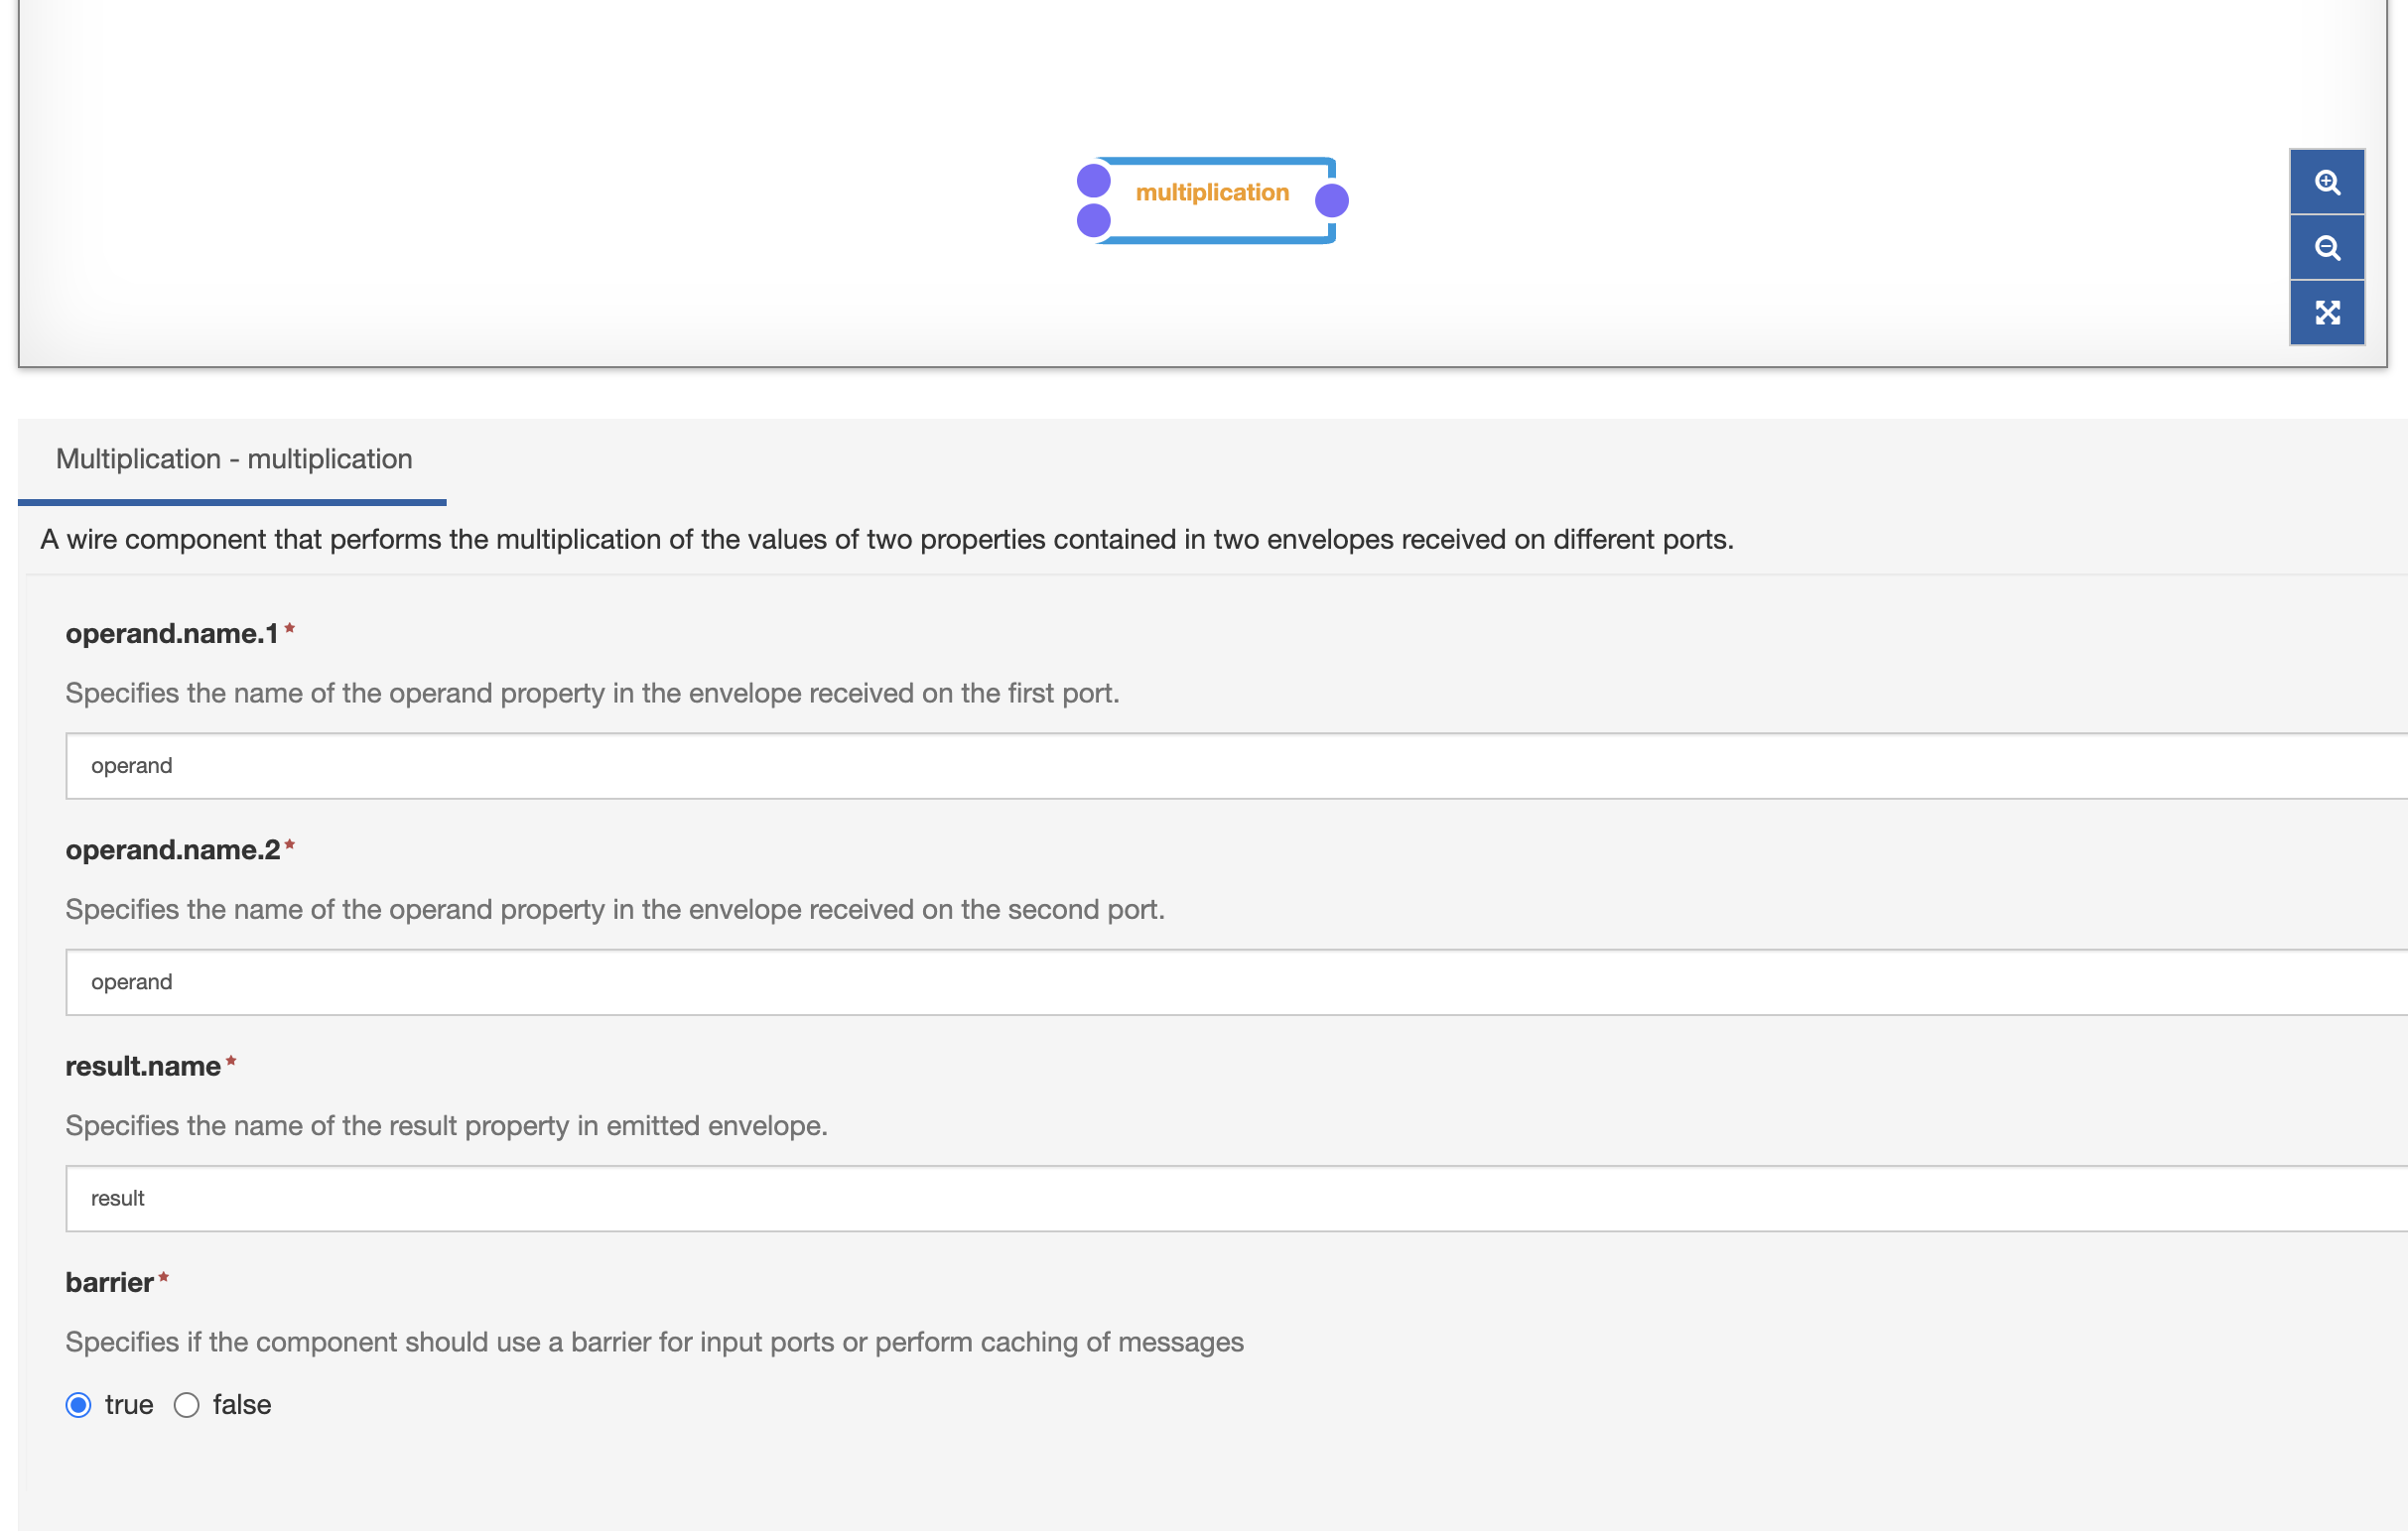 multiplication
Multiplication - multiplication
A wire component that performs the multiplication of the values of two properties contained in two envelopes received on different ports.
operand.name.1*
Specifies the name of the operand property in the envelope received on the first port.
operand
operand.name.2*
Specifies the name of the operand property in the envelope received on the second port.
operand
result.name*
Specifies the name of the result property in emitted envelope.
result
barrier*
Specifies if the component should use a barrier for input ports or perform caching of messages
true false